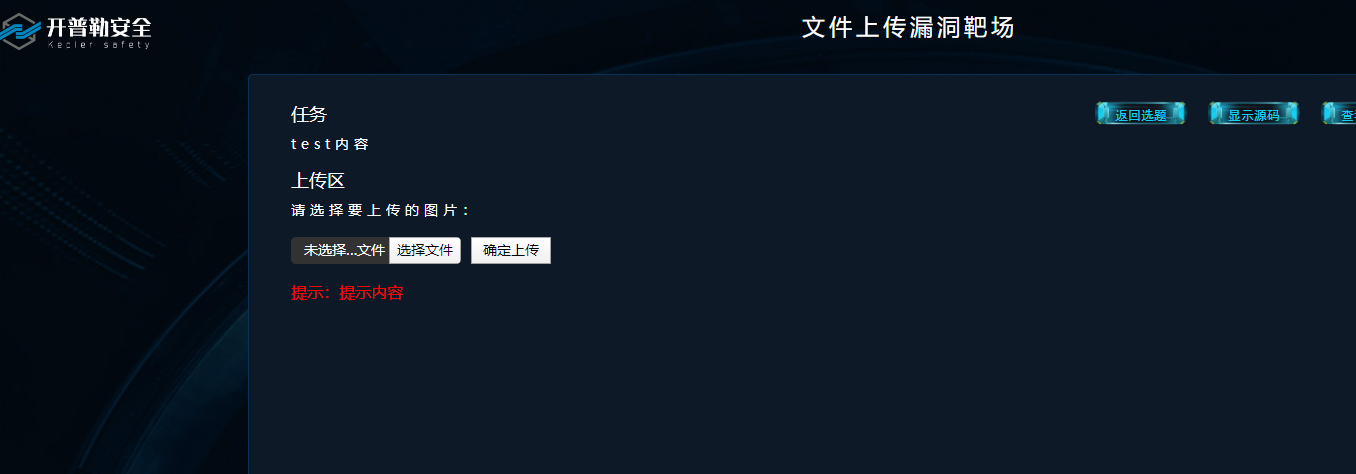 开普勒安全
Kecler safety
文件上传漏洞靶场
任务
返回选题
显示源码
查
test内容
上传区
请选择要上传的图片：
未选择...文件 选择文件 确定上传
提示：提示内容